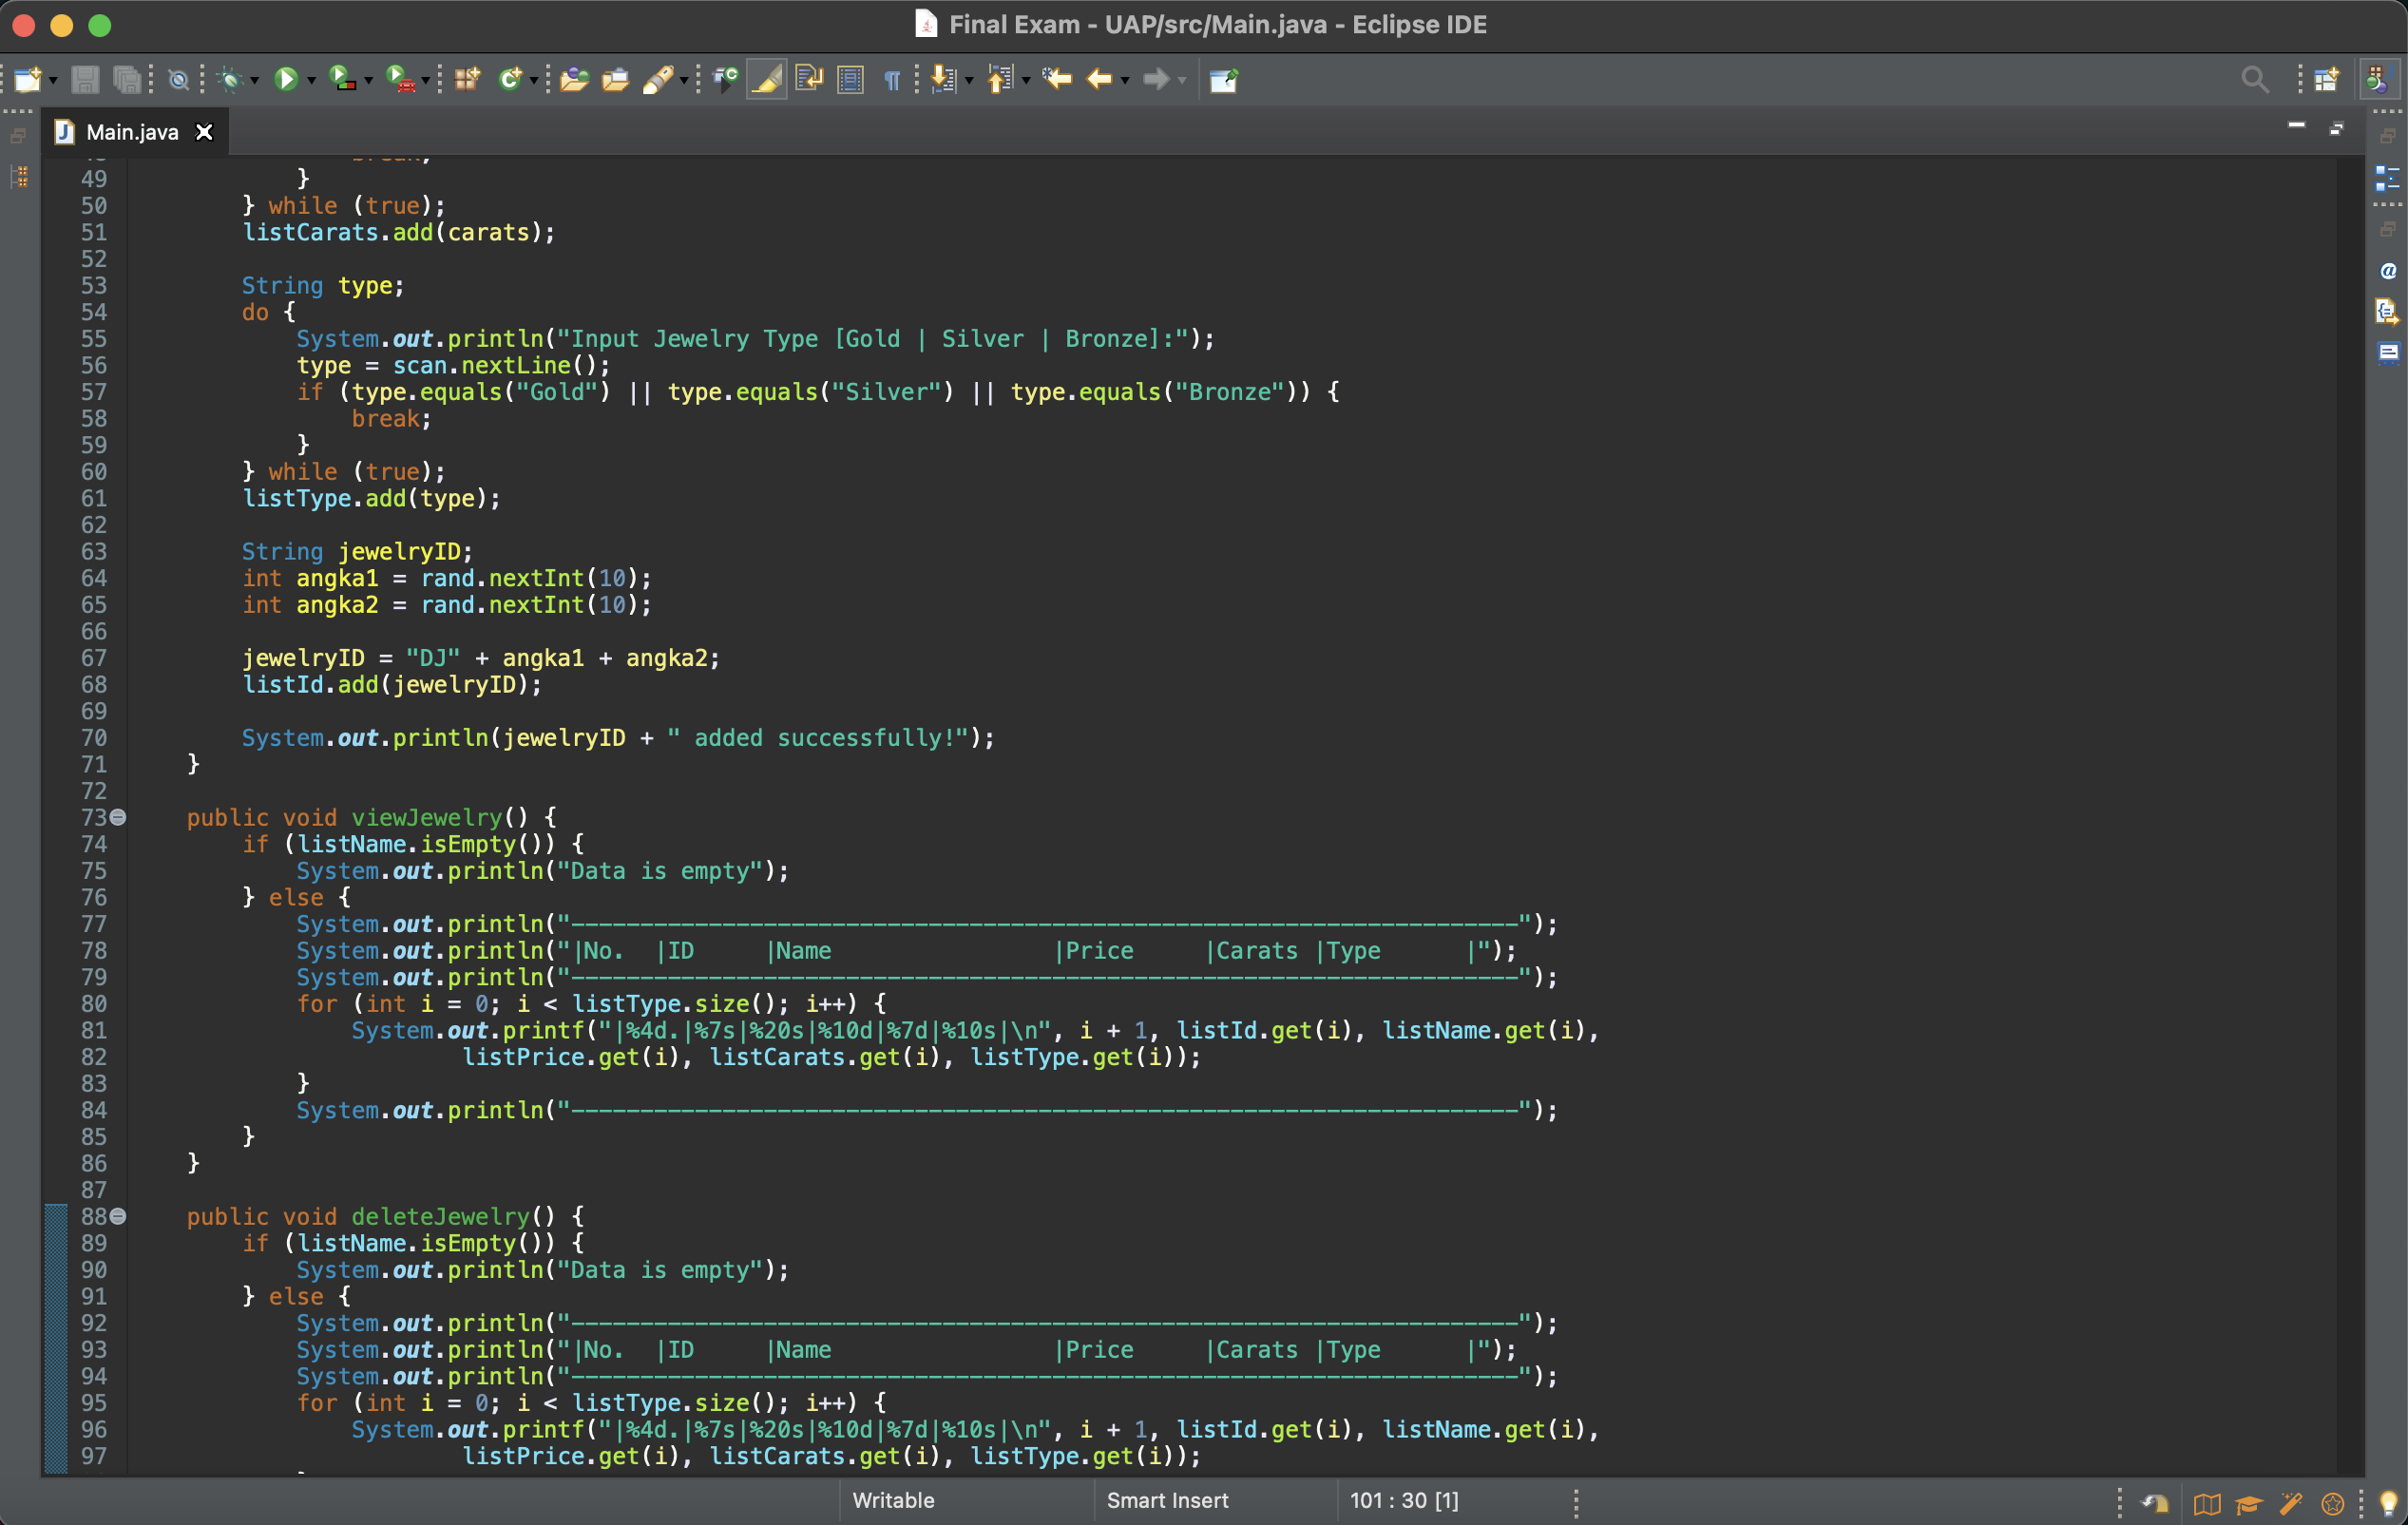 Final Exam - UAP/src/Main.java - Eclipse IDE
Main.java
49 }
50 } while (true);
51 listCarats.add(carats);
52
53 String type;
54 do {
55 System.out.println("Input Jewelry Type [Gold | Silver | Bronze]:");
56 type = scan.nextLine();
57 if (type.equals("Gold") || type.equals("Silver") || type.equals("Bronze")) {
58 break;
59 }
60 } while (true);
61 listType.add(type);
62
63 String jewelryID;
64 int angka1 = rand.nextInt(10);
65 int angka2 = rand.nextInt(10);
66
67 jewelryID = "DJ" + angka1 + angka2;
68 listId.add(jewelryID);
69
70 System.out.println(jewelryID + " added successfully!");
71 }
72
73 public void viewJewelry() {
74 if (listName.isEmpty()) {
75 System.out.println("Data is empty");
76 } else {
77 System.out.println("---------------------------------------------------------------------");
78 System.out.println("|No.  |ID     |Name                |Price     |Carats |Type      |");
79 System.out.println("---------------------------------------------------------------------");
80 for (int i = 0; i < listType.size(); i++) {
81 System.out.printf("|%4d.|%7s|%20s|%10d|%7d|%10s|\n", i + 1, listId.get(i), listName.get(i),
82 listPrice.get(i), listCarats.get(i), listType.get(i));
83 }
84 System.out.println("---------------------------------------------------------------------");
85 }
86 }
87
88 public void deleteJewelry() {
89 if (listName.isEmpty()) {
90 System.out.println("Data is empty");
91 } else {
92 System.out.println("---------------------------------------------------------------------");
93 System.out.println("|No.  |ID     |Name                |Price     |Carats |Type      |");
94 System.out.println("---------------------------------------------------------------------");
95 for (int i = 0; i < listType.size(); i++) {
96 System.out.printf("|%4d.|%7s|%20s|%10d|%7d|%10s|\n", i + 1, listId.get(i), listName.get(i),
97 listPrice.get(i), listCarats.get(i), listType.get(i));
Writable Smart Insert 101 : 30 [1]